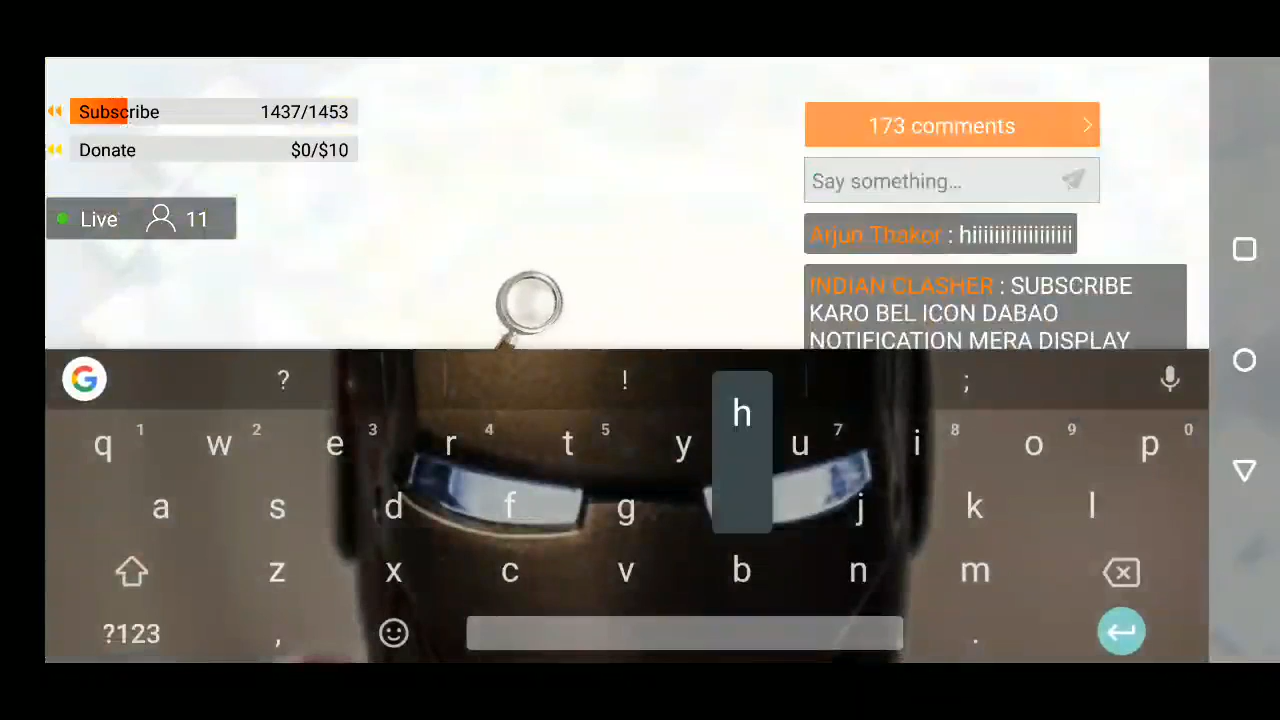 Subscribe 1437/1453
Donate $0/$10
Live 11
173 comments
Say something...
Arjun Thakor : hiiiiiiiiiiiiiiiii
INDIAN CLASHER : SUBSCRIBE
KARO BEL ICON DABAO
NOTIFICATION MERA DISPLAY
G ? ! ;
h
q 1 w 2 e 3 r 4 t 5 y u 7 i 8 o 9 p 0
a s d f g j k l
z x c v b n m
?123 , .